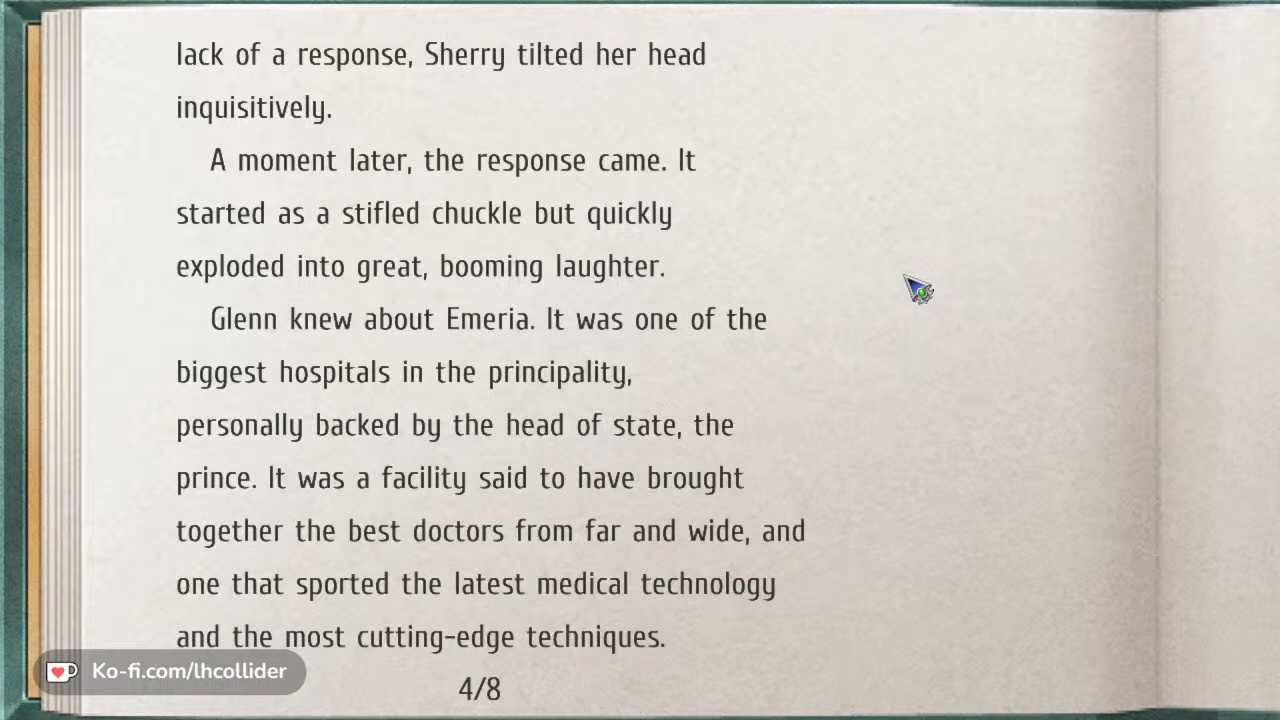 lack of a response, Sherry tilted her head
inquisitively.
A moment later, the response came. It
started as a stifled chuckle but quickly
exploded into great, booming laughter.
Glenn knew about Emeria. It was one of the
biggest hospitals in the principality,
personally backed by the head of state, the
prince. It was a facility said to have brought
together the best doctors from far and wide, and
one that sported the latest medical technology
and the most cutting-edge techniques.
Ko-fi.com/lhcollider
4/8